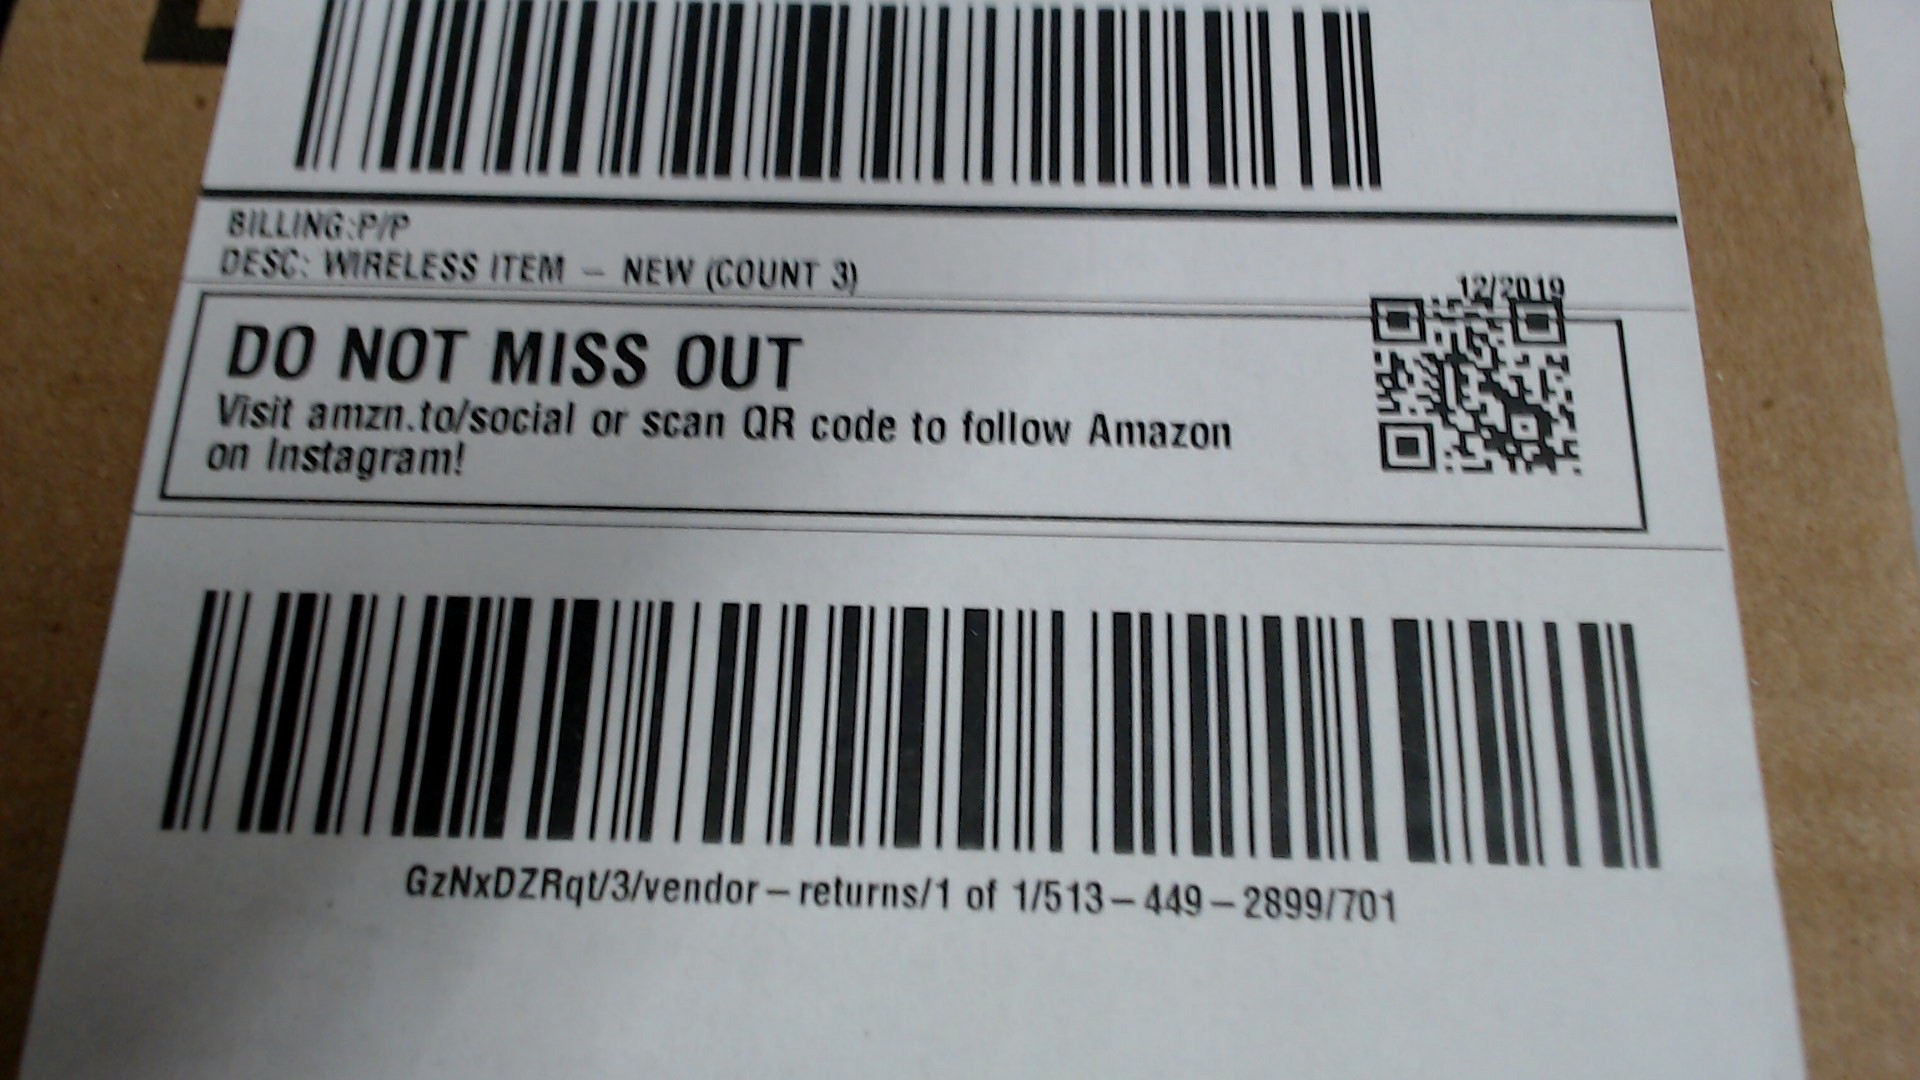 BILLING:P/P
DESC: WIRELESS ITEM – NEW (COUNT 3)
12/2019
DO NOT MISS OUT
Visit amzn.to/social or scan QR code to follow Amazon
on Instagram!
GzNxDZRqt/3/vendor–returns/1 of 1/513–449–2899/701